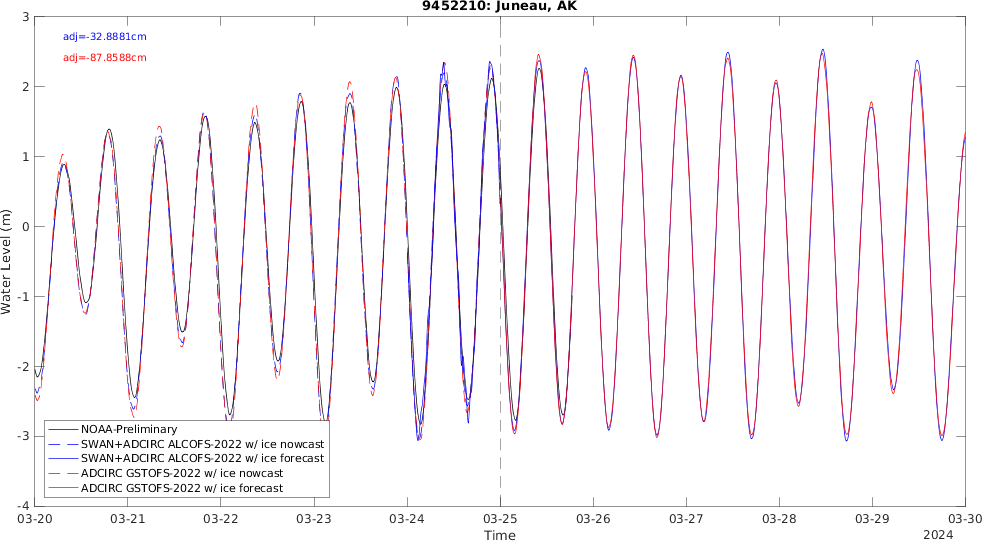 9452210: Juneau, AK
adj=-32.8881cm
adj=-87.8588cm
Water Level (m)
3
2
1
0
-1
-2
-3
-4
NOAA-Preliminary
SWAN+ADCIRC ALCOFS-2022 w/ ice nowcast
SWAN+ADCIRC ALCOFS-2022 w/ ice forecast
ADCIRC GSTOFS-2022 w/ ice nowcast
ADCIRC GSTOFS-2022 w/ ice forecast
03-20 03-21 03-22 03-23 03-24 03-25 03-26 03-27 03-28 03-29 03-30
Time
2024